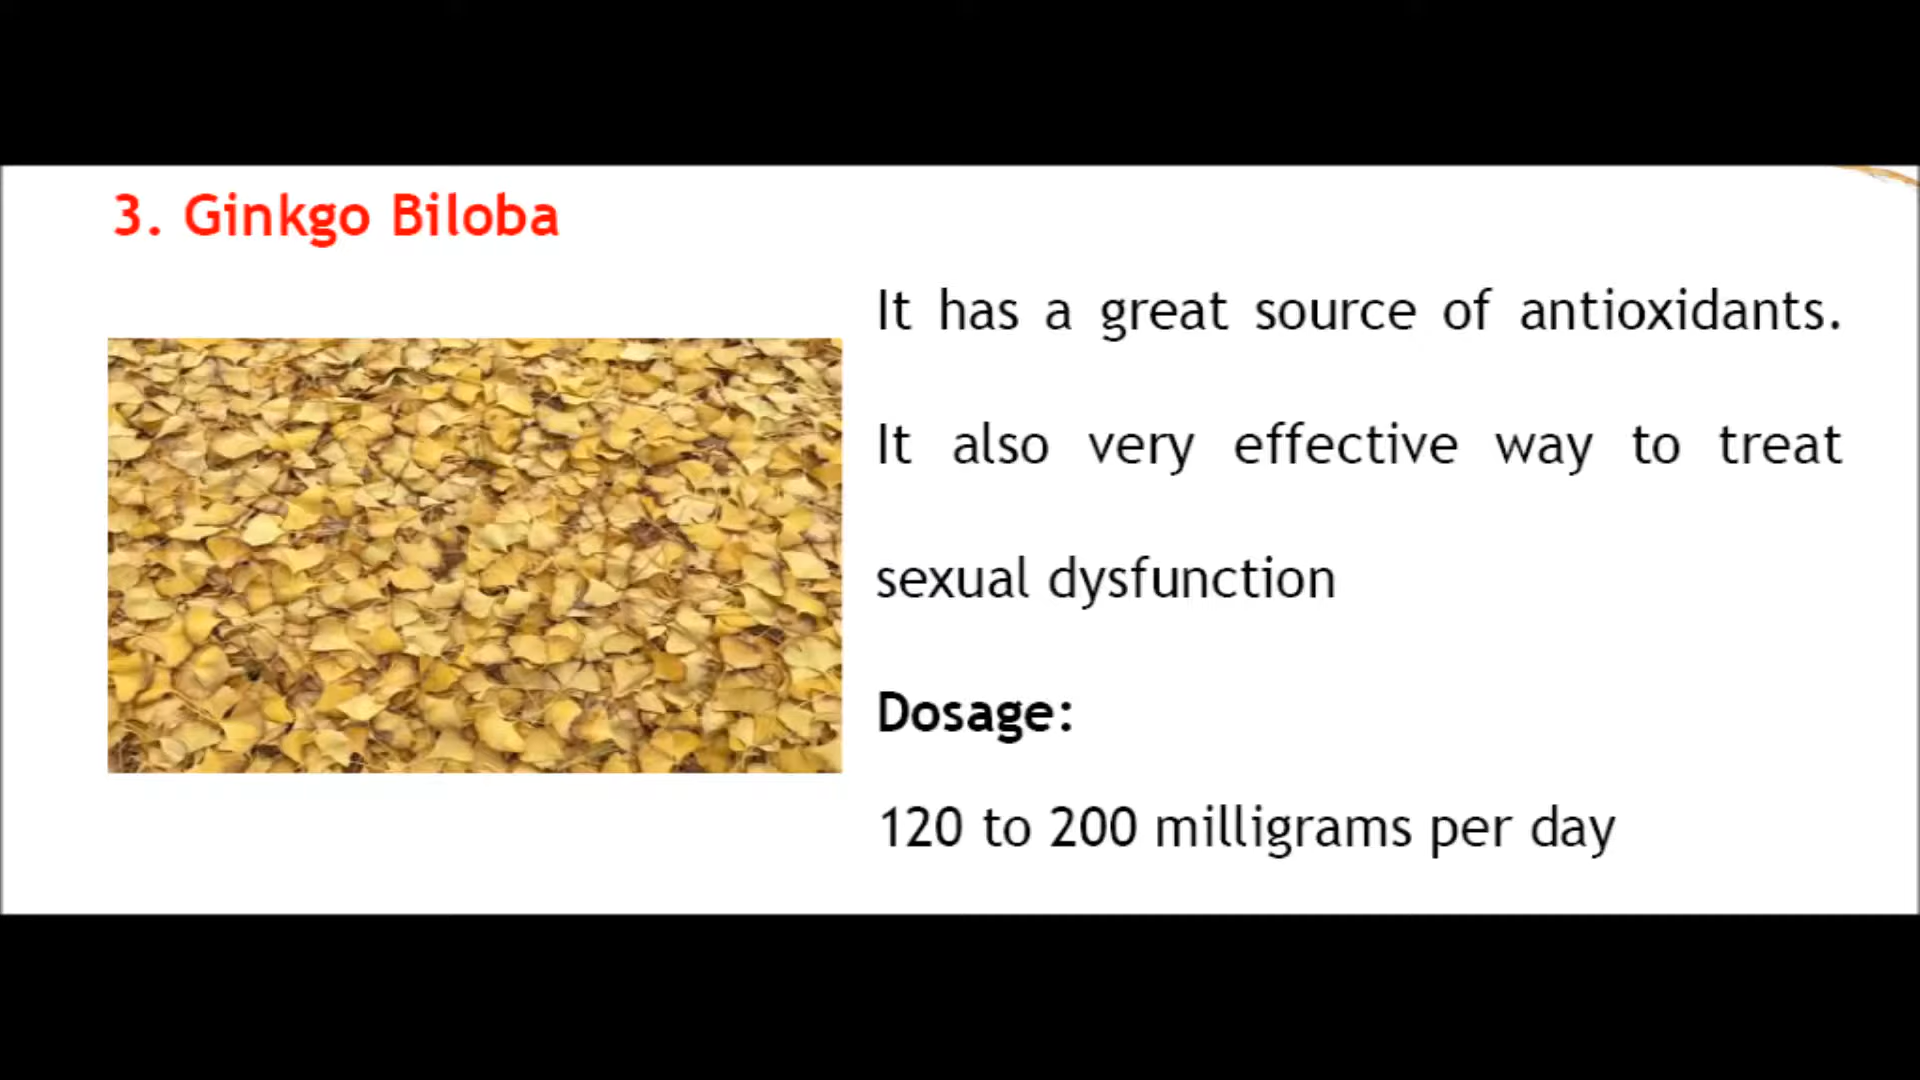 3. Ginkgo Biloba
It has a great source of antioxidants.
It also very effective way to treat
sexual dysfunction
Dosage:
120 to 200 milligrams per day